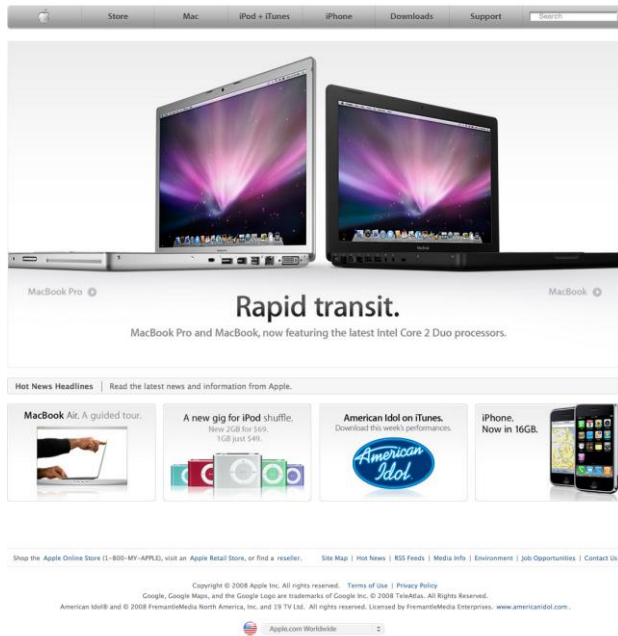 Store Mac iPod + iTunes iPhone Downloads Support Search
MacBook Pro MacBook
Rapid transit.
MacBook Pro and MacBook, now featuring the latest Intel Core 2 Duo processors.
Hot News Headlines | Read the latest news and information from Apple.
MacBook Air. A guided tour.
A new gig for iPod shuffle.
New 2GB for $69.
1GB just $49.
American Idol on iTunes.
Download this week's performances.
American
Idol
iPhone.
Now in 16GB.
Shop the Apple Online Store (1-800-MY-APPLE), visit an Apple Retail Store, or find a reseller.
Site Map | Hot News | RSS Feeds | Media Info | Environment | Job Opportunities | Contact Us
Copyright © 2008 Apple Inc. All rights reserved. Terms of Use | Privacy Policy
Google, Google Maps, and the Google Logo are trademarks of Google Inc. © 2008 TeleAtlas. All Rights Reserved.
American Idol® and © 2008 FremantleMedia North America, Inc. and 19 TV Ltd. All rights reserved. Licensed by FremantleMedia Enterprises. www.americanidol.com.
Apple.com Worldwide